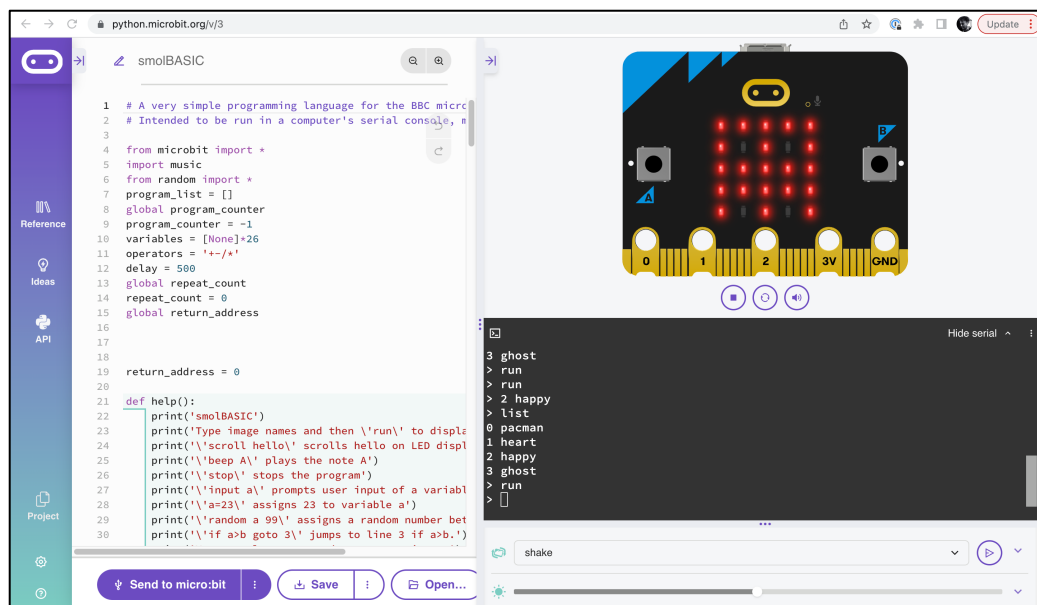 python.microbit.org/v/3
Update
smolBASIC
1 # A very simple programming language for the BBC micro
2 # Intended to be run in a computer's serial console, m
3
4 from microbit import *
5 import music
6 from random import *
7 program_list = []
8 global program_counter
9 program_counter = -1
10 variables = [None]*26
11 operators = '+-/*'
12 delay = 500
13 global repeat_count
14 repeat_count = 0
15 global return_address
16
17
18
19 return_address = 0
20
21 def help():
22 print('smolBASIC')
23 print('Type image names and then \'run\' to displa
24 print('\'scroll hello\' scrolls hello on LED displ
25 print('\'beep A\' plays the note A')
26 print('\'stop\' stops the program')
27 print('\'input a\' prompts user input of a variabl
28 print('\'a=23\' assigns 23 to variable a')
29 print('\'random a 99\' assigns a random number bet
30 print('\'if a>b goto 3\' jumps to line 3 if a>b.')
Reference
Ideas
API
Project
Send to micro:bit
Save
Open...
A
B
0 1 2 3V GND
Hide serial
3 ghost
> run
> run
> 2 happy
> list
0 pacman
1 heart
2 happy
3 ghost
> run
>
shake